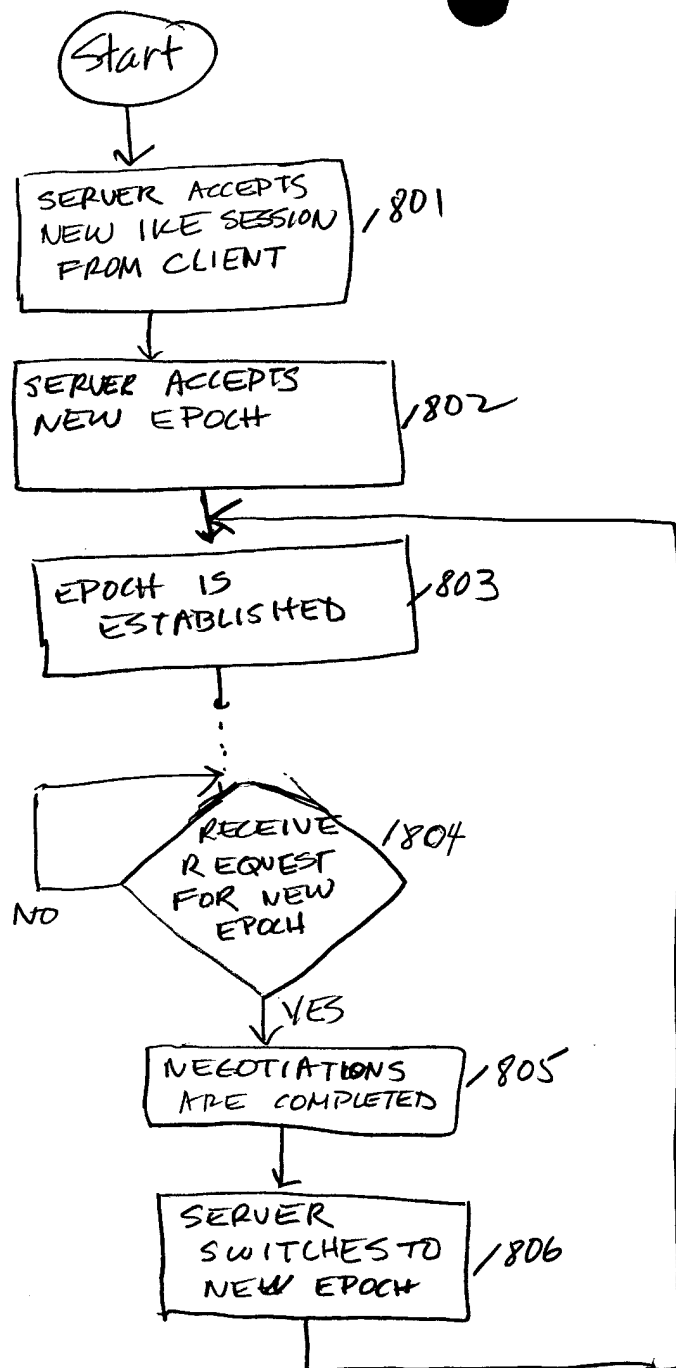 Start
SERVER ACCEPTS
NEW IKE SESSION
FROM CLIENT
801
SERVER ACCEPTS
NEW EPOCH
802
EPOCH IS
ESTABLISHED
803
RECEIVE
REQUEST
FOR NEW
EPOCH
804
NO
YES
NEGOTIATIONS
ARE COMPLETED
805
SERVER
SWITCHES TO
NEW EPOCH
806